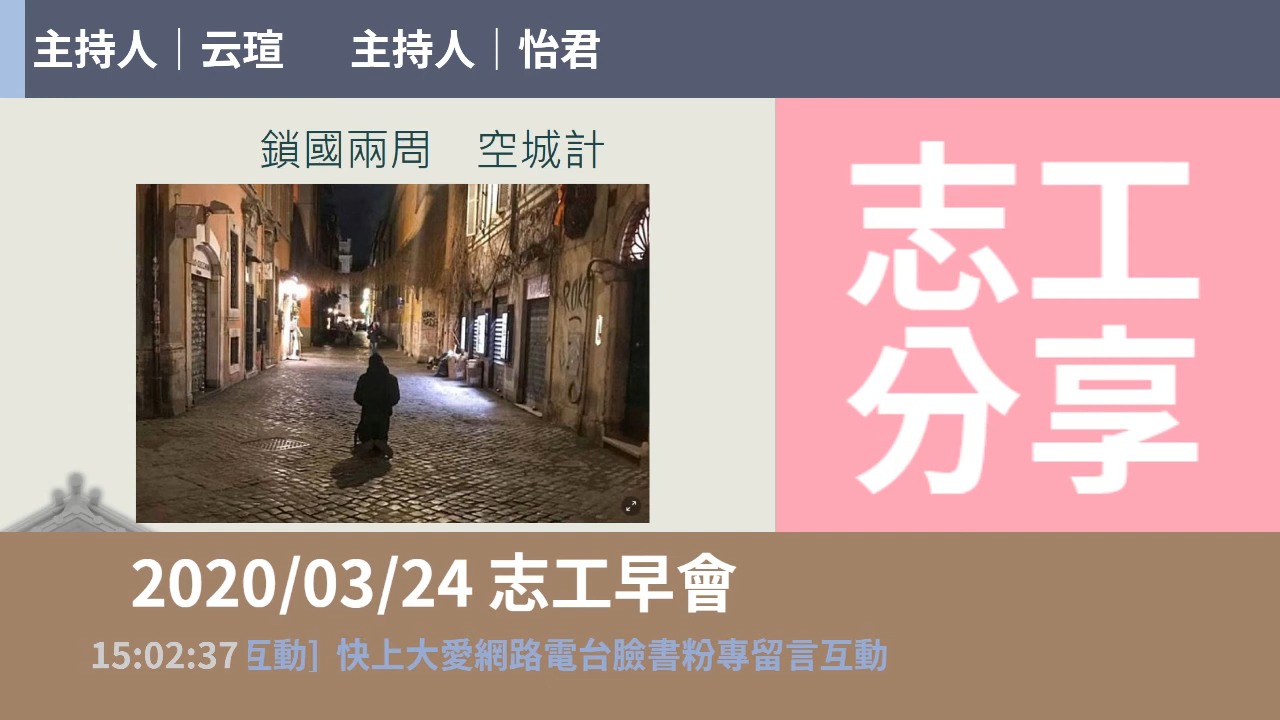 主持人｜云瑄 主持人｜怡君
鎖國兩周 空城計
志工
分享
2020/03/24 志工早會
15:02:37 互動] 快上大愛網路電台臉書粉專留言互動